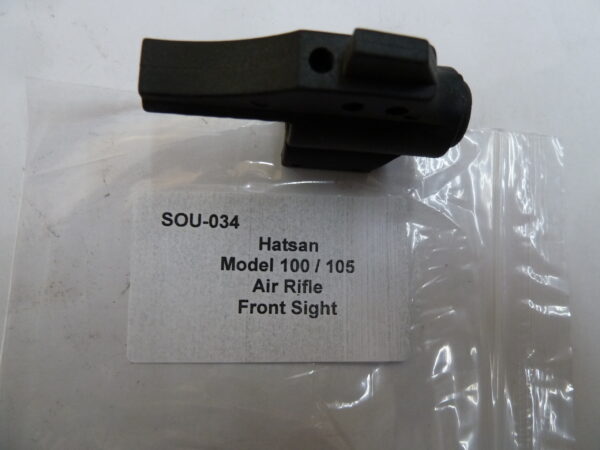 SOU-034
Hatsan
Model 100 / 105
Air Rifle
Front Sight